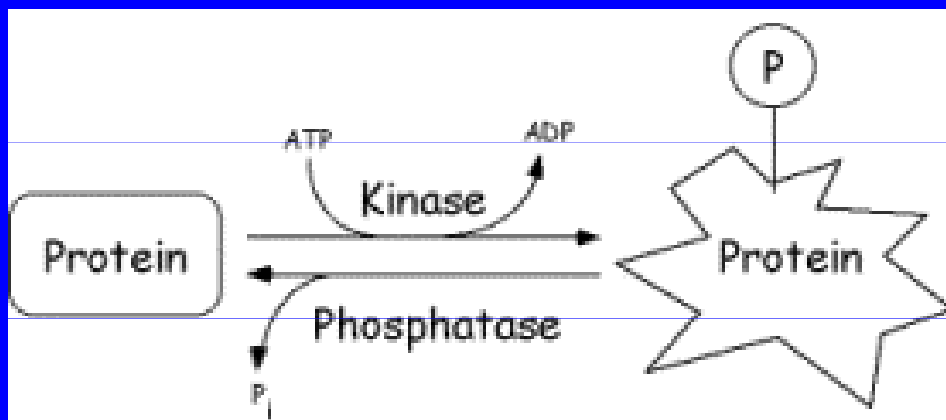 P
ATP
ADP
Kinase
Protein
Protein
Phosphatase
Pi